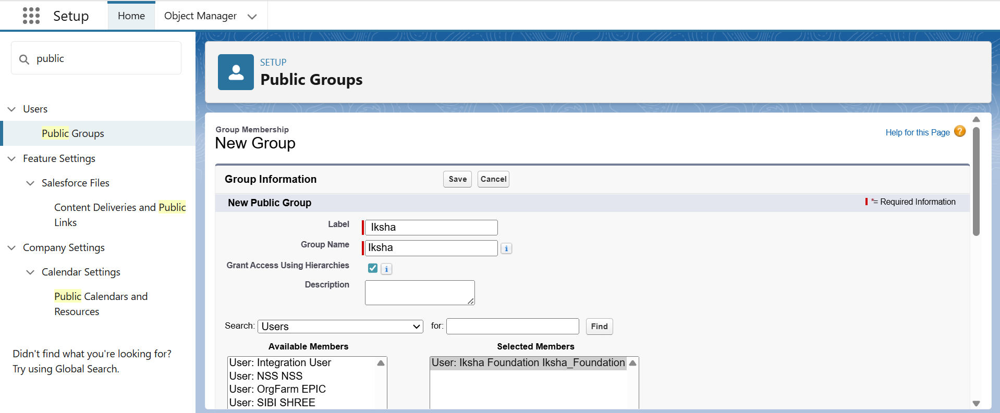 Setup
Home
Object Manager
public
Users
Public Groups
Feature Settings
Salesforce Files
Content Deliveries and Public
Links
Company Settings
Calendar Settings
Public Calendars and
Resources
Didn't find what you're looking for?
Try using Global Search.
SETUP
Public Groups
Group Membership
New Group
Help for this Page ?
Group Information
Save
Cancel
New Public Group
*= Required Information
Label
Iksha
Group Name
Iksha
i
Grant Access Using Hierarchies
i
Description
Search:
Users
for:
Find
Available Members
Selected Members
User: Integration User
User: NSS NSS
User: OrgFarm EPIC
User: SIBI SHREE
User: Iksha Foundation Iksha_Foundation